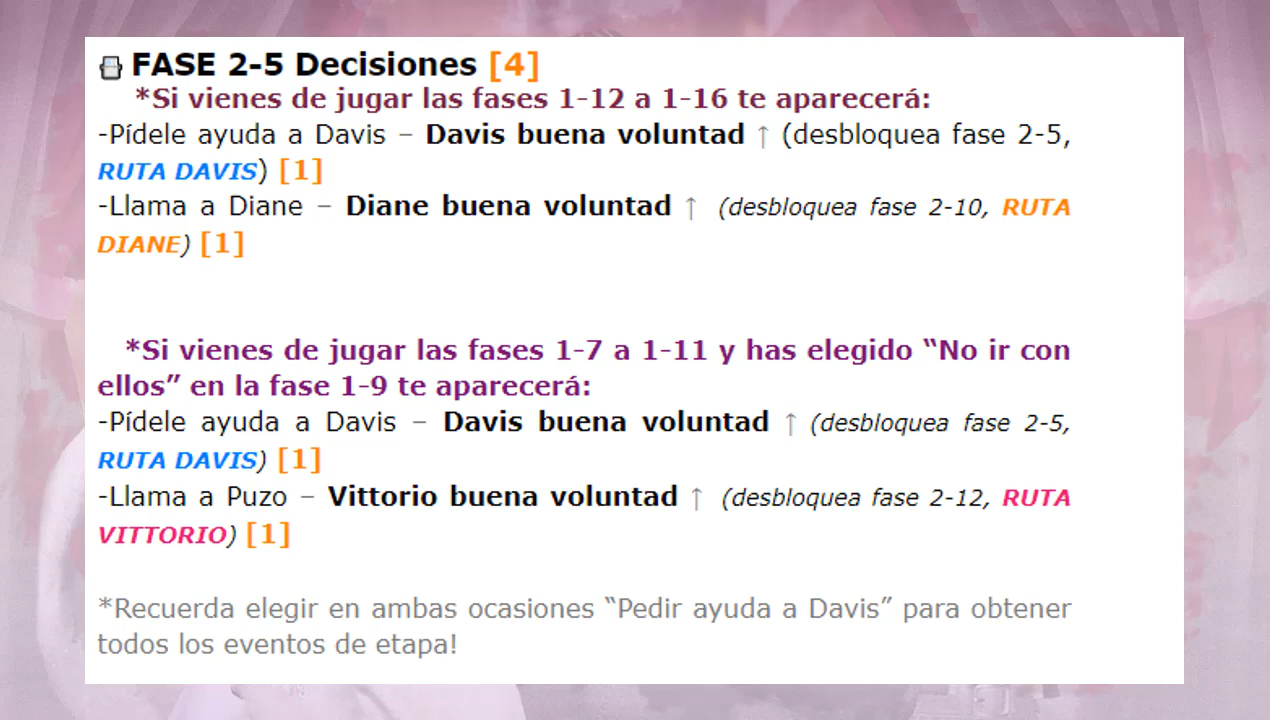 FASE 2-5 Decisiones [4]
*Si vienes de jugar las fases 1-12 a 1-16 te aparecerá:
-Pídele ayuda a Davis – Davis buena voluntad ↑ (desbloquea fase 2-5,
RUTA DAVIS) [1]
-Llama a Diane – Diane buena voluntad ↑ (desbloquea fase 2-10, RUTA
DIANE) [1]
*Si vienes de jugar las fases 1-7 a 1-11 y has elegido “No ir con
ellos” en la fase 1-9 te aparecerá:
-Pídele ayuda a Davis – Davis buena voluntad ↑ (desbloquea fase 2-5,
RUTA DAVIS) [1]
-Llama a Puzo – Vittorio buena voluntad ↑ (desbloquea fase 2-12, RUTA
VITTORIO) [1]
*Recuerda elegir en ambas ocasiones “Pedir ayuda a Davis” para obtener
todos los eventos de etapa!